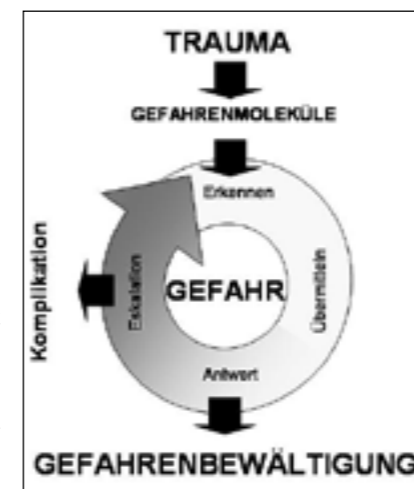 TRAUMA
GEFAHRENMOLEKÜLE
Erkennen
Übermitteln
GEFAHR
Antwort
Eskalation
Komplikation
GEFAHRENBEWÄLTIGUNG